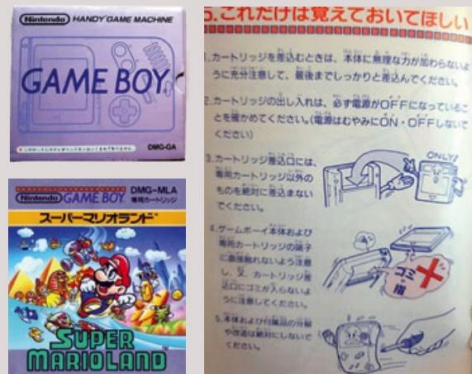 Nintendo HANDY GAME MACHINE
GAME BOY
DMG-GA
DMG-MLA
Nintendo GAME BOY 専用カートリッジ
スーパーマリオランド
SUPER
MARIOLAND
5.これだけは覚えておいてほしい
1.カートリッジを差込むときは、本体に無理な力が加わらないよ
うに充分注意して、最後までしっかりと差込んでください。
2.カートリッジの出し入れは、必ず電源がOFFになっているこ
とを確かめてください。(電源はむやみにON・OFFしないで
ください)
3.カートリッジ差込口には、
専用カートリッジ以外の
ものを絶対に差込まない
でください。
ONLY!
4.ゲームボーイ本体および
専用カートリッジの端子
に直接触れないよう注意
し、又、カートリッジ差
込口にゴミが入らないよ
うに注意してください。
ゴミ
指
5.本体および付属品の分解
や改造は絶対にしないで
ください。